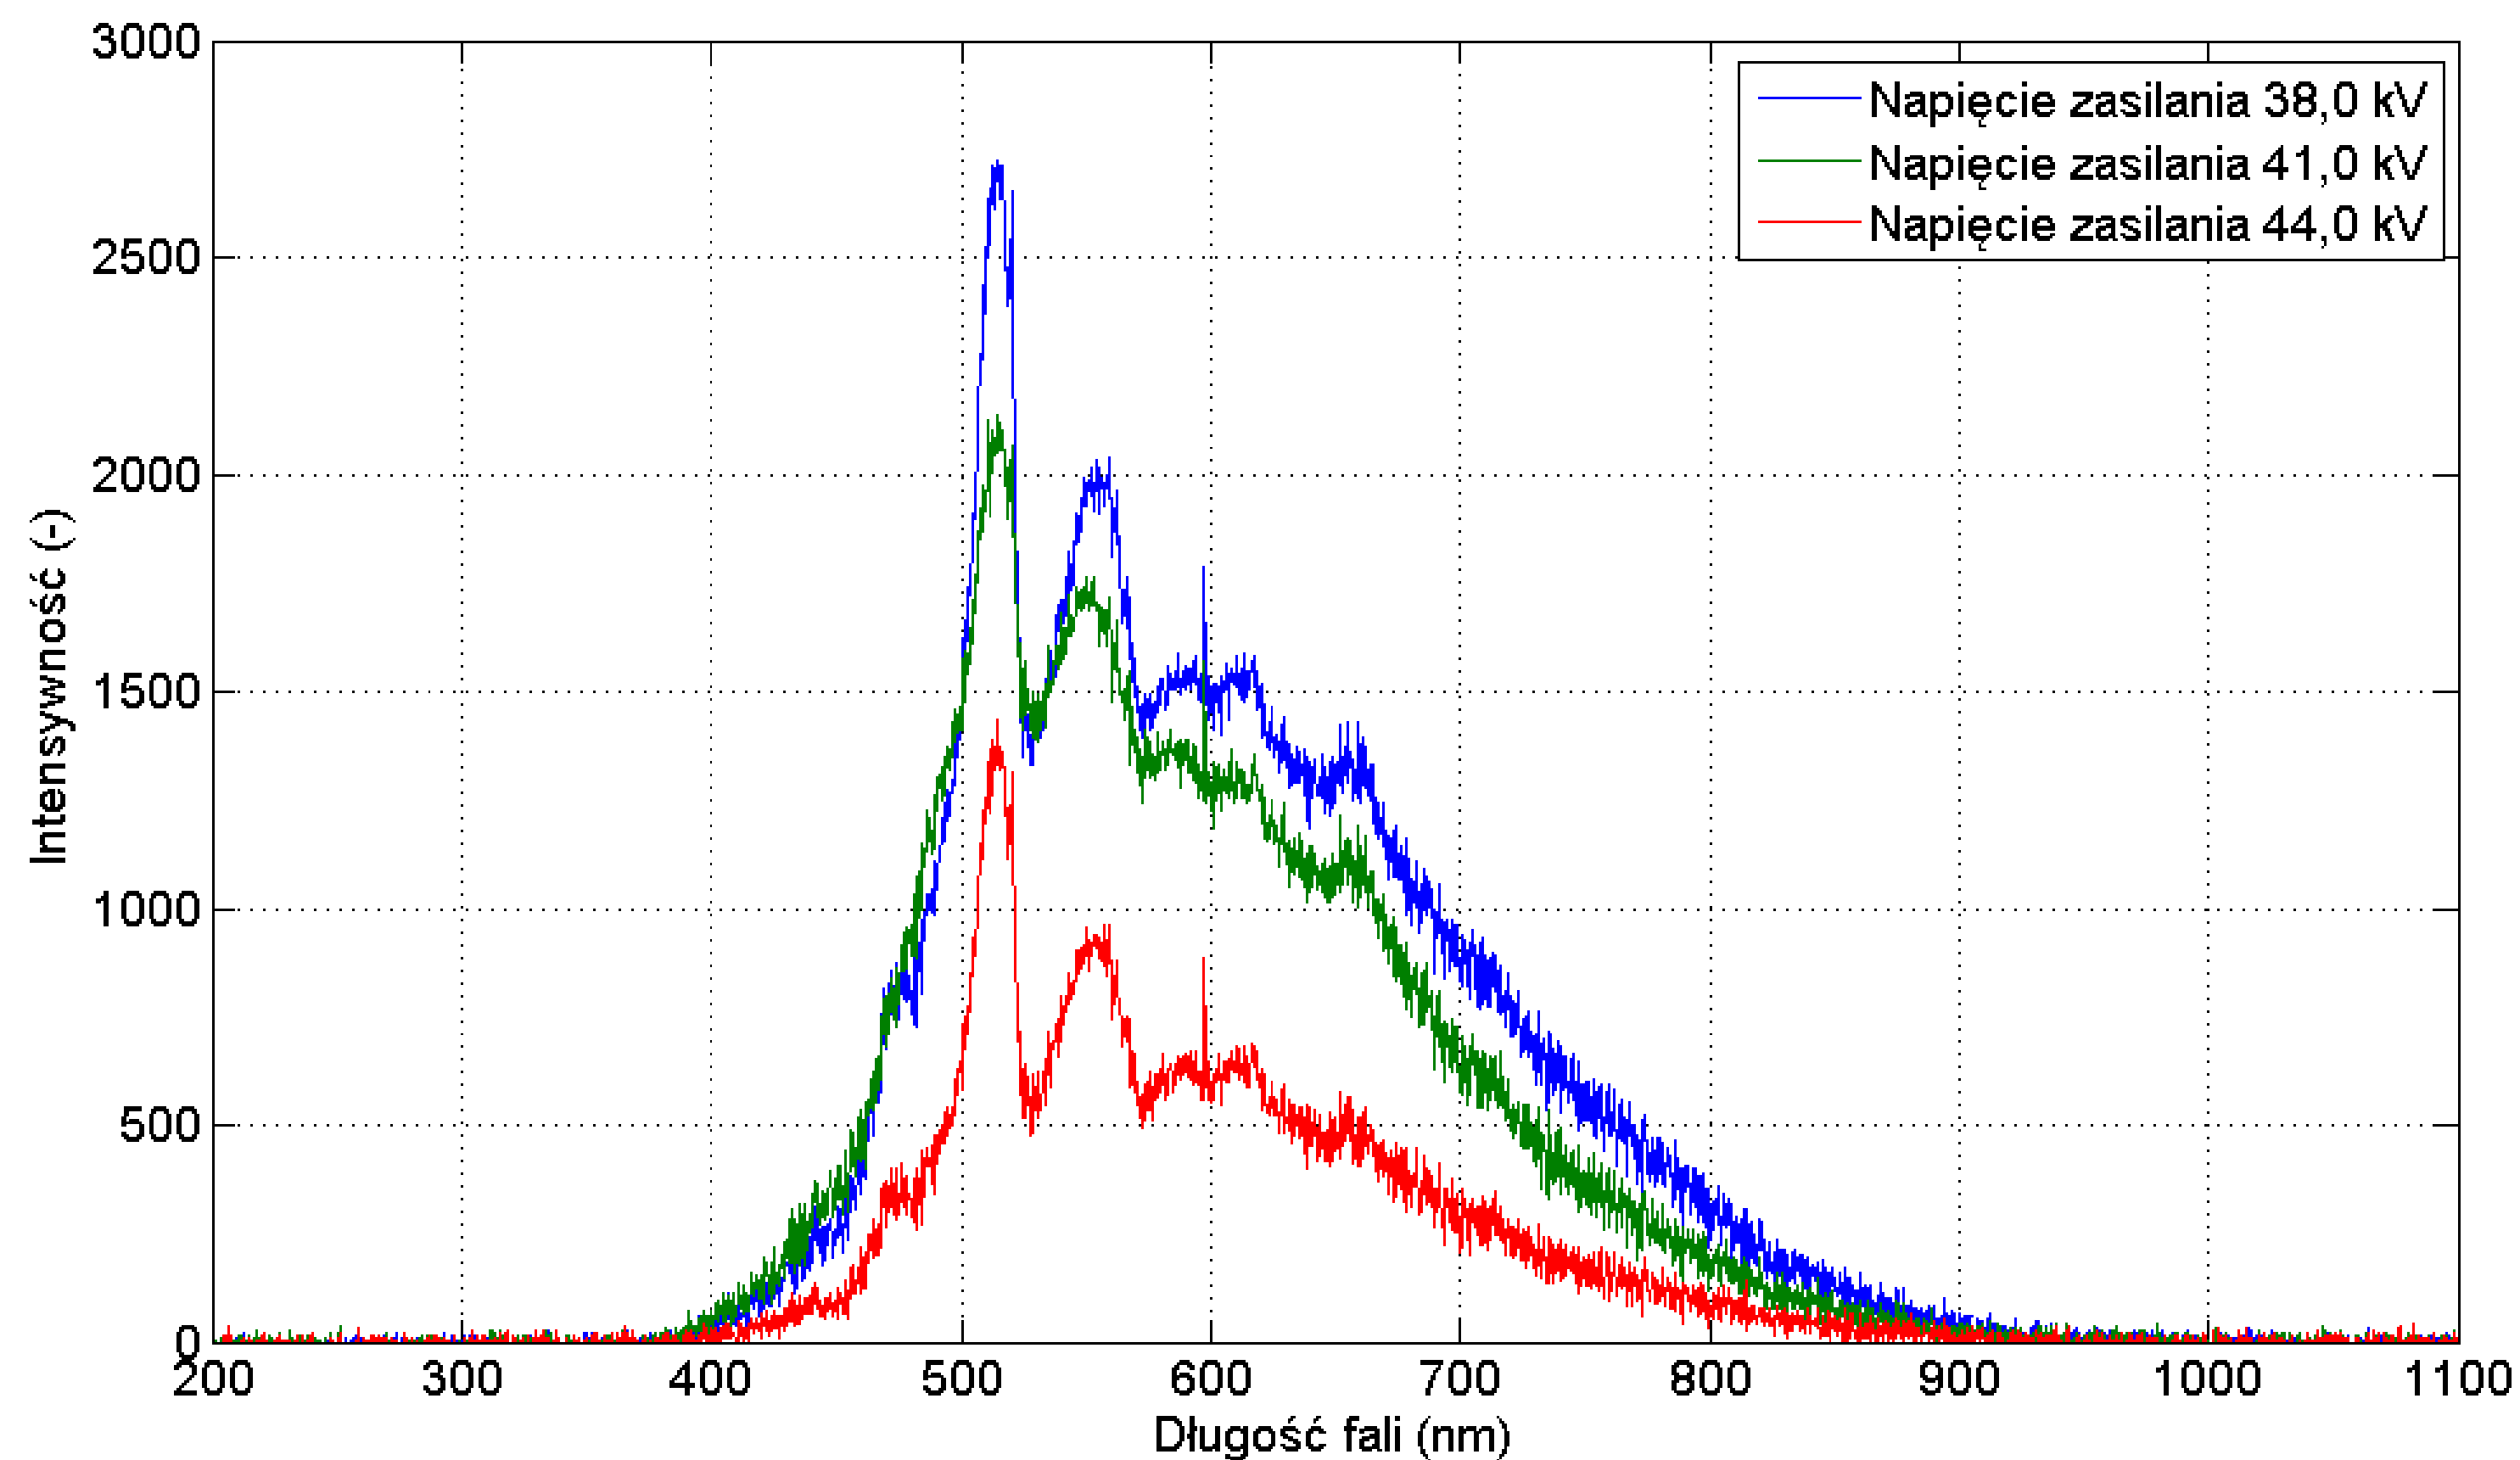 Napięcie zasilania 38,0 kV
Napięcie zasilania 41,0 kV
Napięcie zasilania 44,0 kV
Intensywność (-)
3000
2500
2000
1500
1000
500
0
200 300 400 500 600 700 800 900 1000 1100
Długość fali (nm)